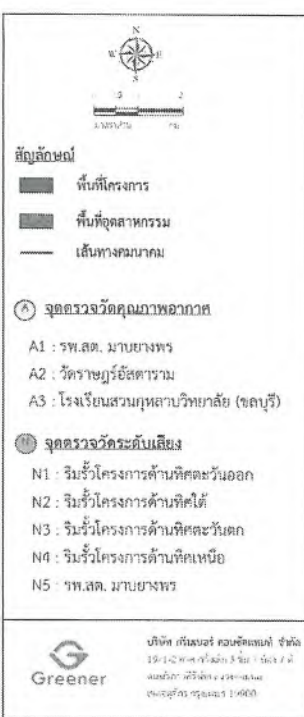 N
W E
S
มาตราส่วน กม.
สัญลักษณ์
พื้นที่โครงการ
พื้นที่อุตสาหกรรม
เส้นทางคมนาคม
A จุดตรวจวัดคุณภาพอากาศ
A1 : รพ.สต. มาบยางพร
A2 : วัดราษฎร์อัสดาราม
A3 : โรงเรียนสวนกุหลาบวิทยาลัย (ชลบุรี)
N จุดตรวจวัดระดับเสียง
N1 : ริมรั้วโครงการด้านทิศตะวันออก
N2 : ริมรั้วโครงการด้านทิศใต้
N3 : ริมรั้วโครงการด้านทิศตะวันตก
N4 : ริมรั้วโครงการด้านทิศเหนือ
N5 : รพ.สต. มาบยางพร
Greener
บริษัท กรีนเนอร์ คอนซัลแทนท์ จำกัด